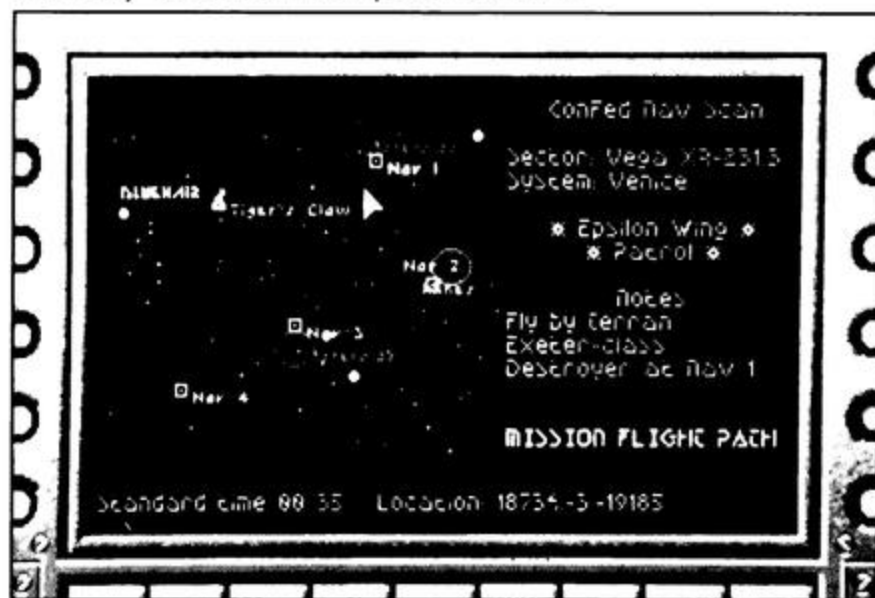 ConFed Nav Scan
Sector: Vega XR-2313
System: Venice
Nav 1
Tiger's Claw
* Epsilon Wing *
* Patrol *
Nav 2
Notes
Fly by terran
Exeter-class
Destroyer at Nav 1
Nav 3
Nav 4
MISSION FLIGHT PATH
Standard time 00 35 Location 18734.-3.-19185